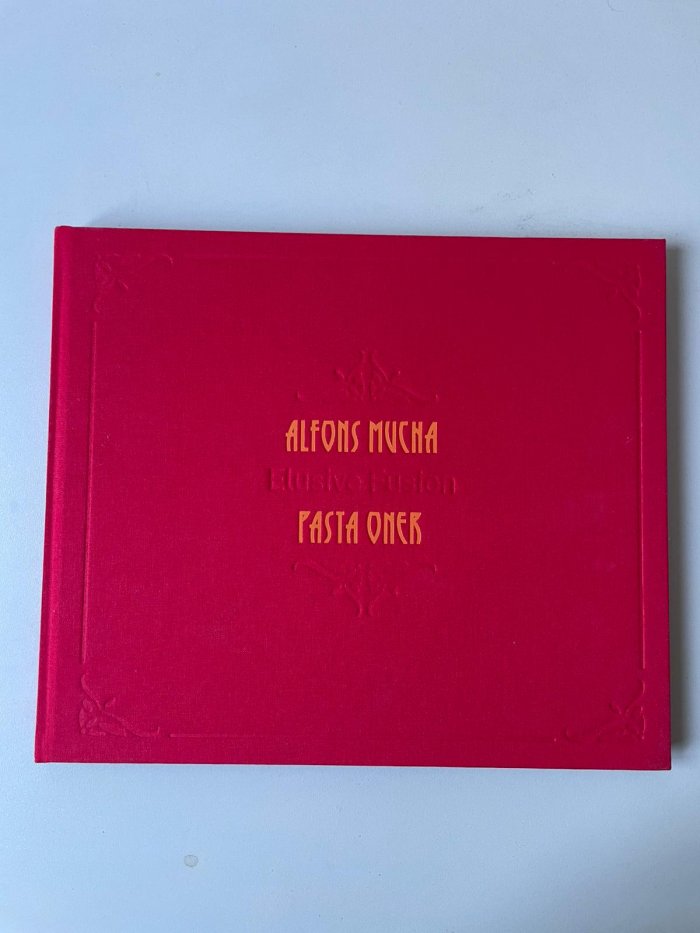 ALFONS MUCHA
Elusive Fusion
PASTA ONER